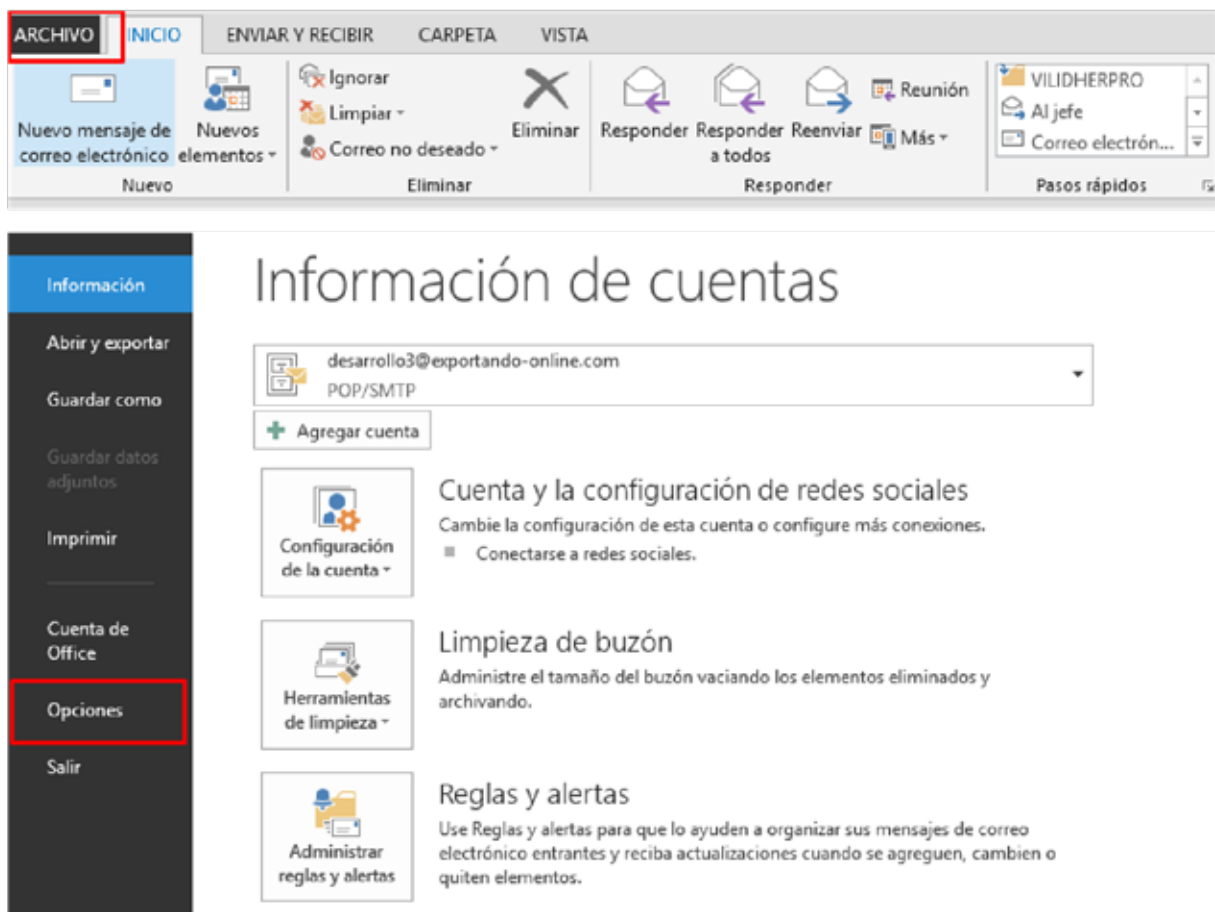 ARCHIVO INICIO ENVIAR Y RECIBIR CARPETA VISTA
Nuevo mensaje de
correo electrónico
Nuevos
elementos
Nuevo
Ignorar
Limpiar
Correo no deseado
Eliminar
Eliminar
Responder
Responder
a todos
Reenviar
Reunión
Más
Responder
VILIDHERPRO
Al jefe
Correo electrón...
Pasos rápidos
Información
Abrir y exportar
Guardar como
Guardar datos
adjuntos
Imprimir
Cuenta de
Office
Opciones
Salir
Información de cuentas
desarrollo3@exportando-online.com
POP/SMTP
Agregar cuenta
Configuración
de la cuenta
Cuenta y la configuración de redes sociales
Cambie la configuración de esta cuenta o configure más conexiones.
Conectarse a redes sociales.
Herramientas
de limpieza
Limpieza de buzón
Administre el tamaño del buzón vaciando los elementos eliminados y
archivando.
Administrar
reglas y alertas
Reglas y alertas
Use Reglas y alertas para que lo ayuden a organizar sus mensajes de correo
electrónico entrantes y reciba actualizaciones cuando se agreguen, cambien o
quiten elementos.